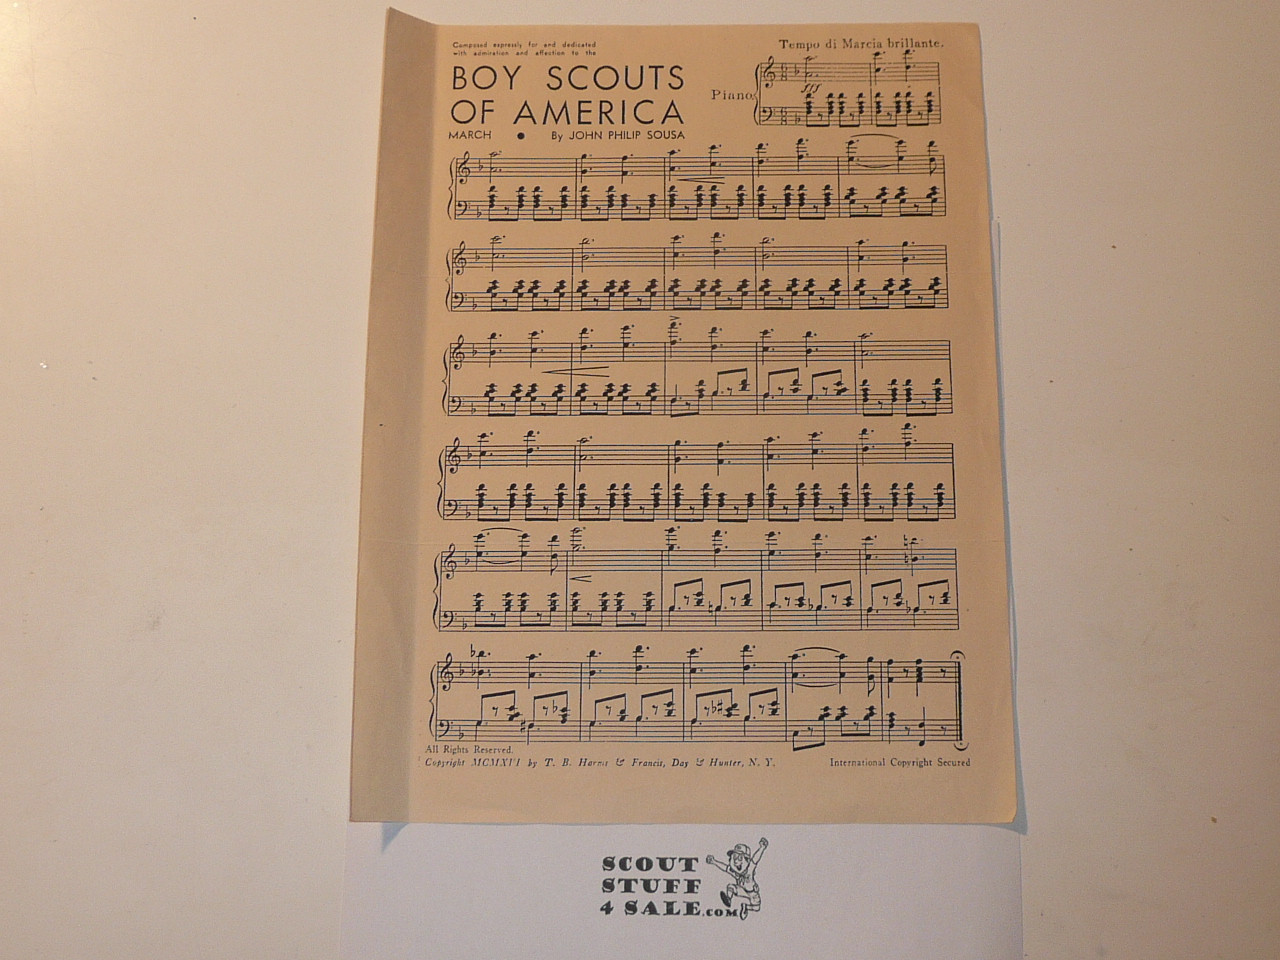 Composed expressly for and dedicated
with admiration and affection to the
BOY SCOUTS
OF AMERICA
MARCH • By JOHN PHILIP SOUSA
Tempo di Marcia brillante.
Piano
fff
All Rights Reserved.
Copyright MCMXVI by T. B. Harms & Francis, Day & Hunter, N. Y.
International Copyright Secured
SCOUT
STUFF
4 SALE.COM